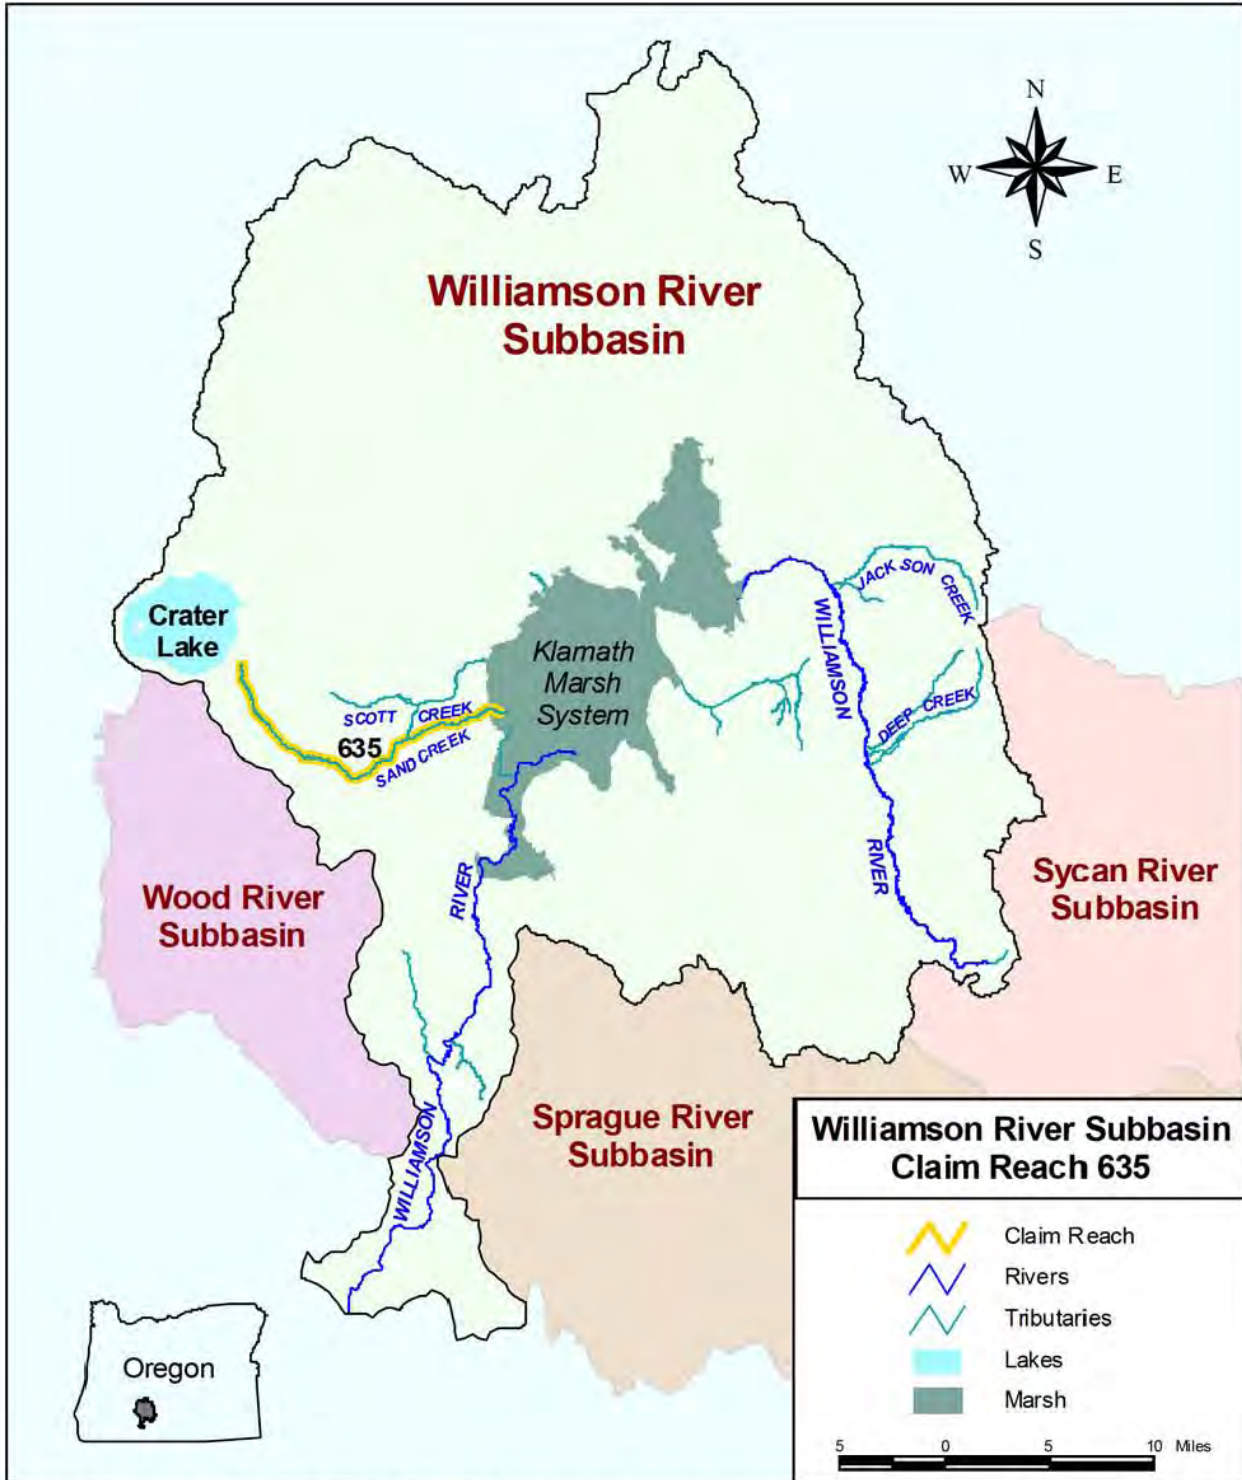 N
W
E
S
Williamson River
Subbasin
Crater
Lake
Klamath
Marsh
System
JACKSON CREEK
WILLIAMSON
RIVER
DEEP CREEK
SCOTT CREEK
635
SAND CREEK
Wood River
Subbasin
RIVER
Sycan River
Subbasin
Sprague River
Subbasin
WILLIAMSON
Williamson River Subbasin
Claim Reach 635
Claim Reach
Rivers
Tributaries
Lakes
Marsh
5 0 5 10 Miles
Oregon